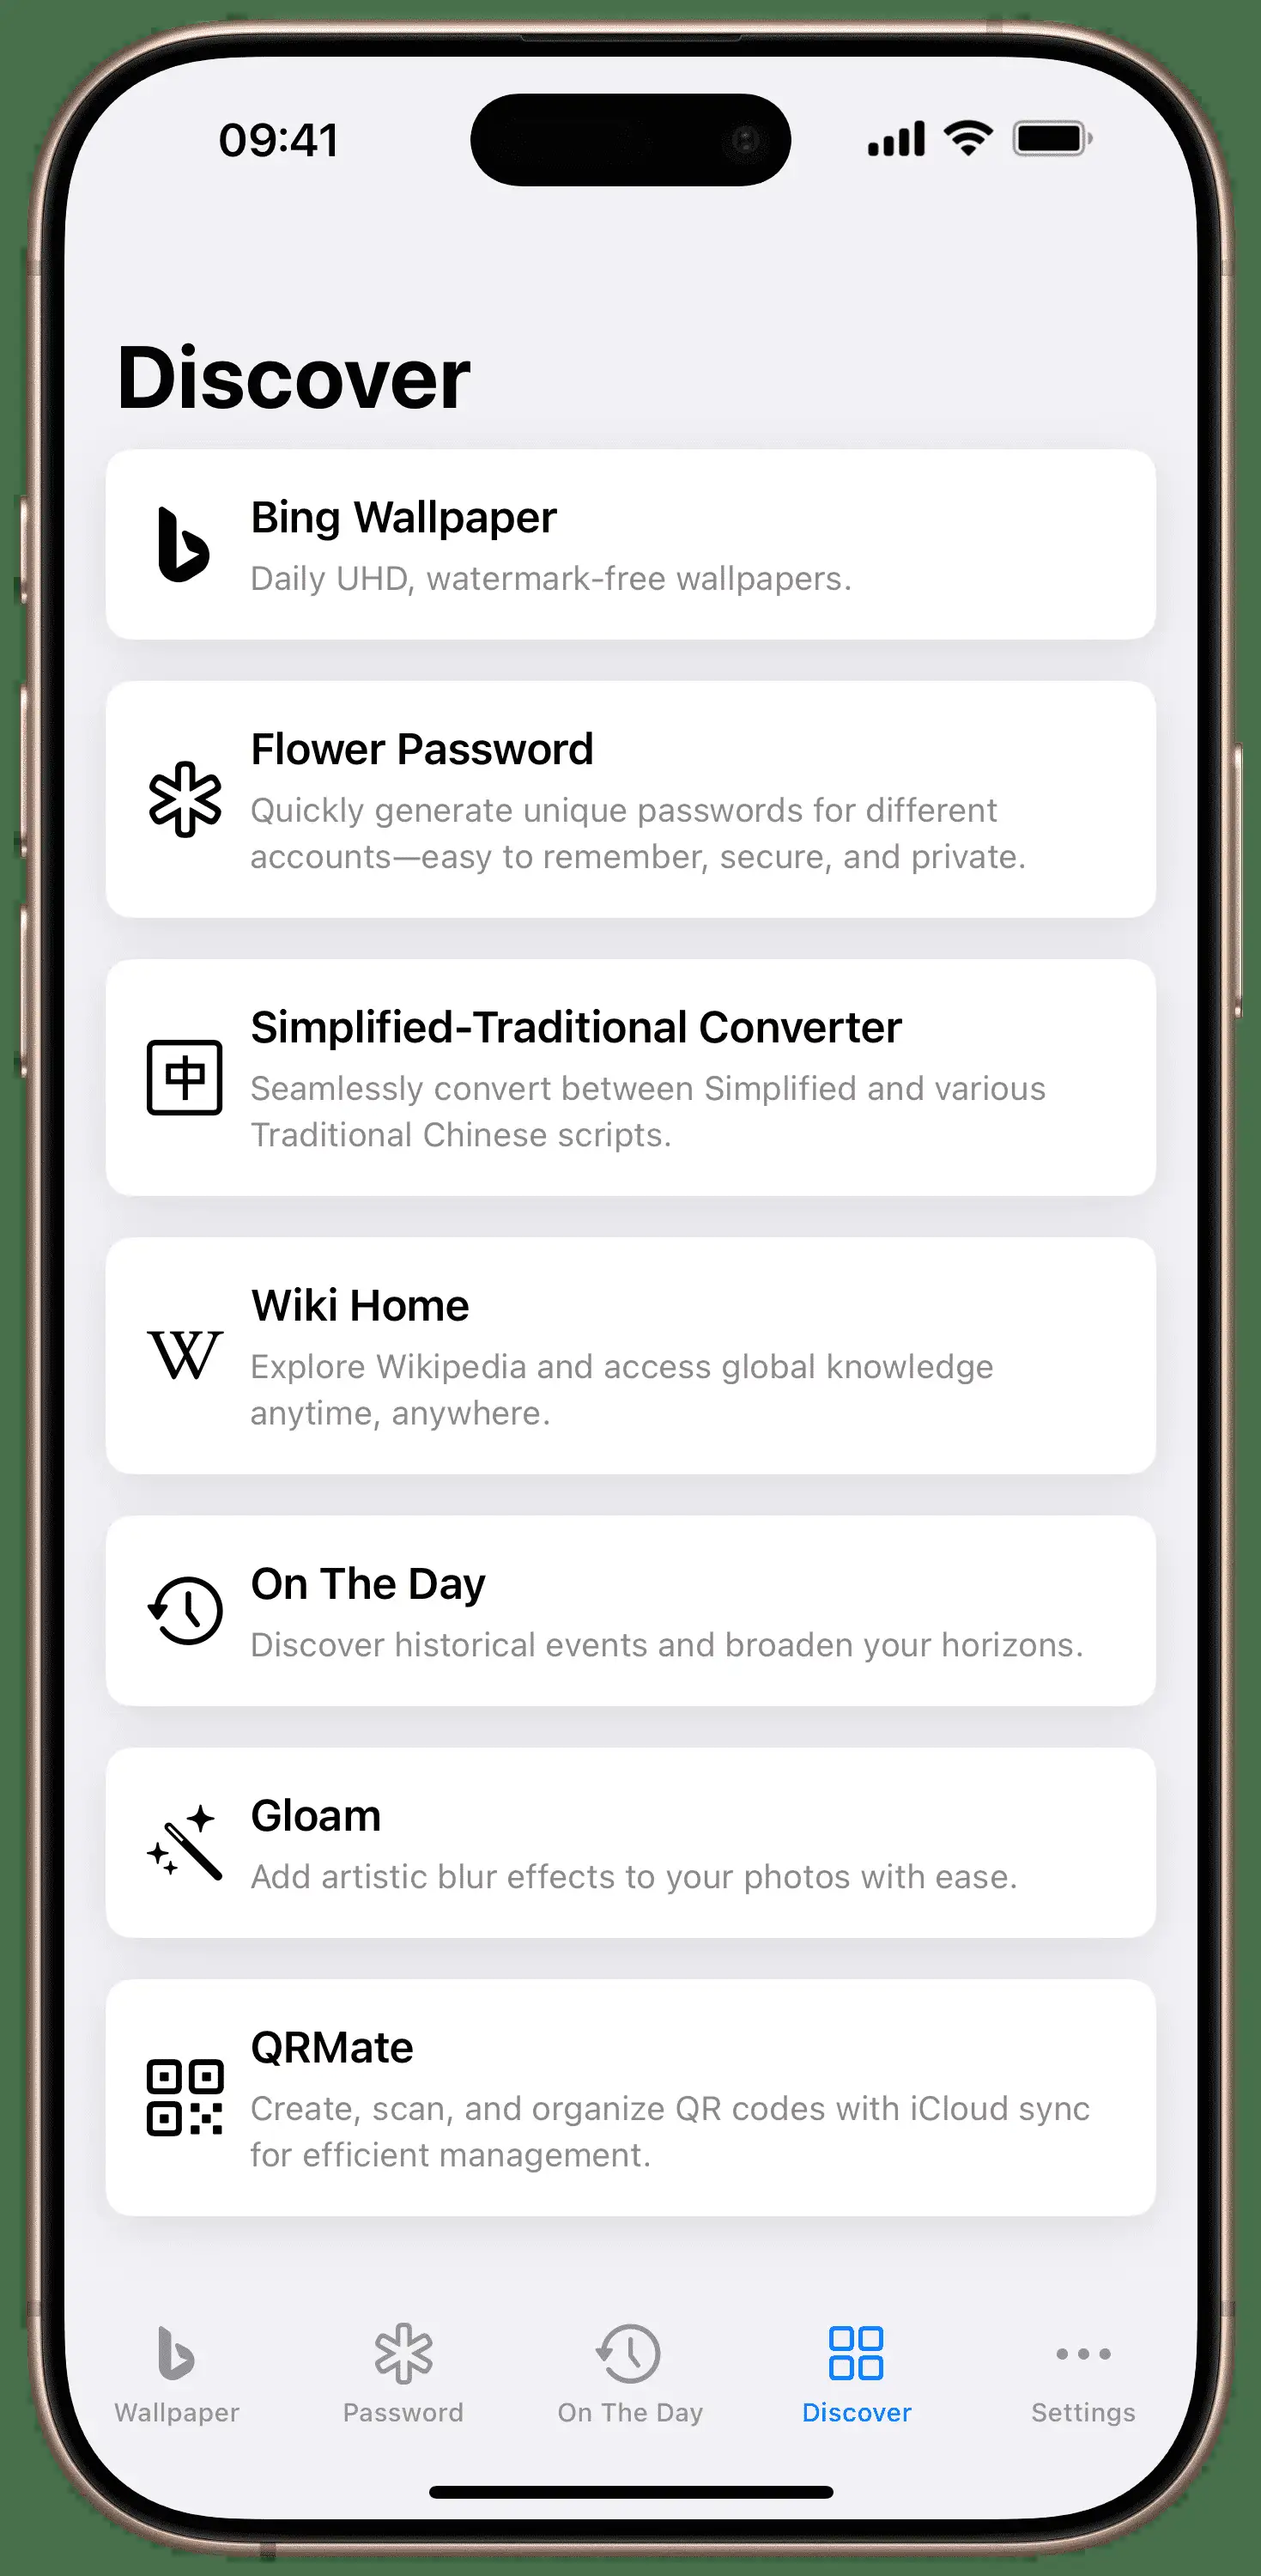 09:41
Discover
Bing Wallpaper
Daily UHD, watermark-free wallpapers.
Flower Password
Quickly generate unique passwords for different
accounts—easy to remember, secure, and private.
中
Simplified-Traditional Converter
Seamlessly convert between Simplified and various
Traditional Chinese scripts.
W
Wiki Home
Explore Wikipedia and access global knowledge
anytime, anywhere.
On The Day
Discover historical events and broaden your horizons.
Gloam
Add artistic blur effects to your photos with ease.
QRMate
Create, scan, and organize QR codes with iCloud sync
for efficient management.
Wallpaper
Password
On The Day
Discover
Settings